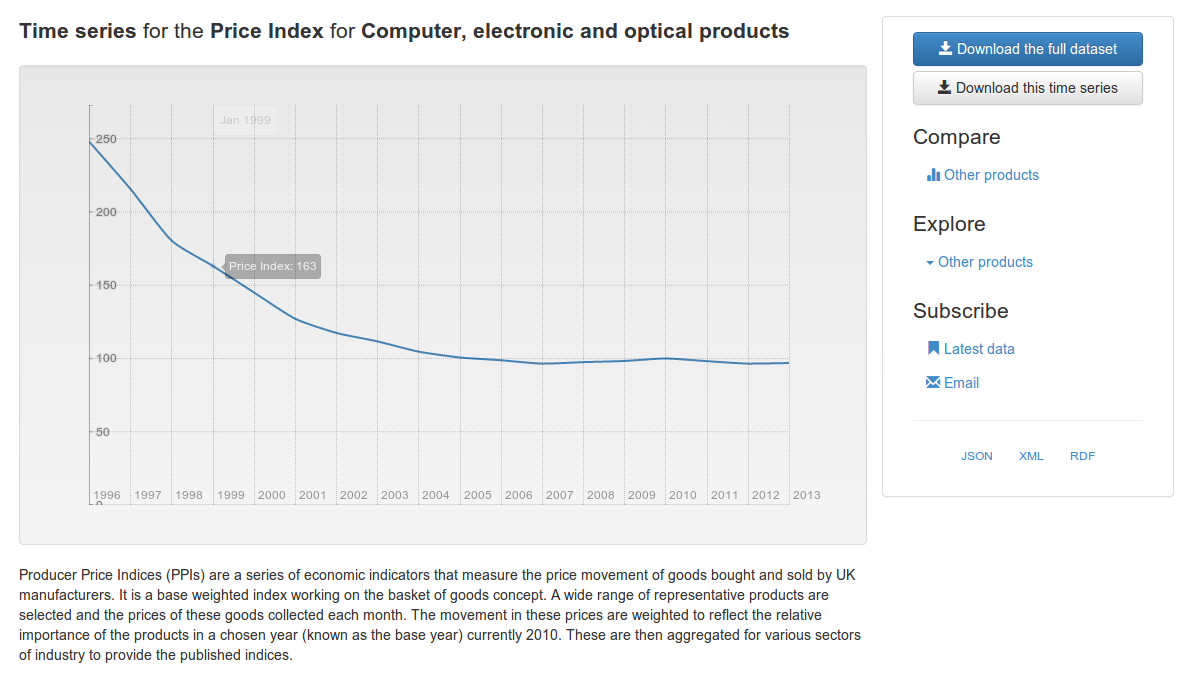 Time series for the Price Index for Computer, electronic and optical products
Jan 1999
250
200
Price Index: 163
150
100
50
0
1996 1997 1998 1999 2000 2001 2002 2003 2004 2005 2006 2007 2008 2009 2010 2011 2012 2013
Producer Price Indices (PPIs) are a series of economic indicators that measure the price movement of goods bought and sold by UK
manufacturers. It is a base weighted index working on the basket of goods concept. A wide range of representative products are
selected and the prices of these goods collected each month. The movement in these prices are weighted to reflect the relative
importance of the products in a chosen year (known as the base year) currently 2010. These are then aggregated for various sectors
of industry to provide the published indices.
Download the full dataset
Download this time series
Compare
Other products
Explore
Other products
Subscribe
Latest data
Email
JSON XML RDF